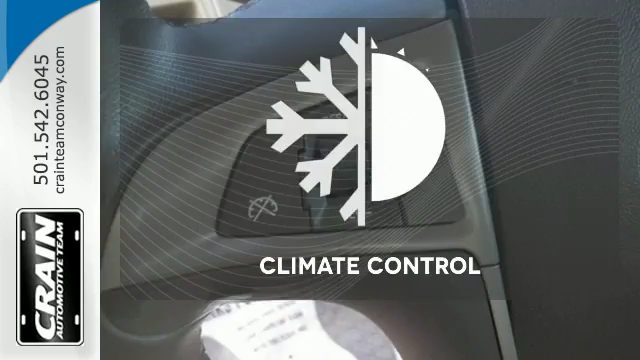 501.542.6045
crainteamconway.com
CRAIN
AUTOMOTIVE TEAM
CLIMATE CONTROL